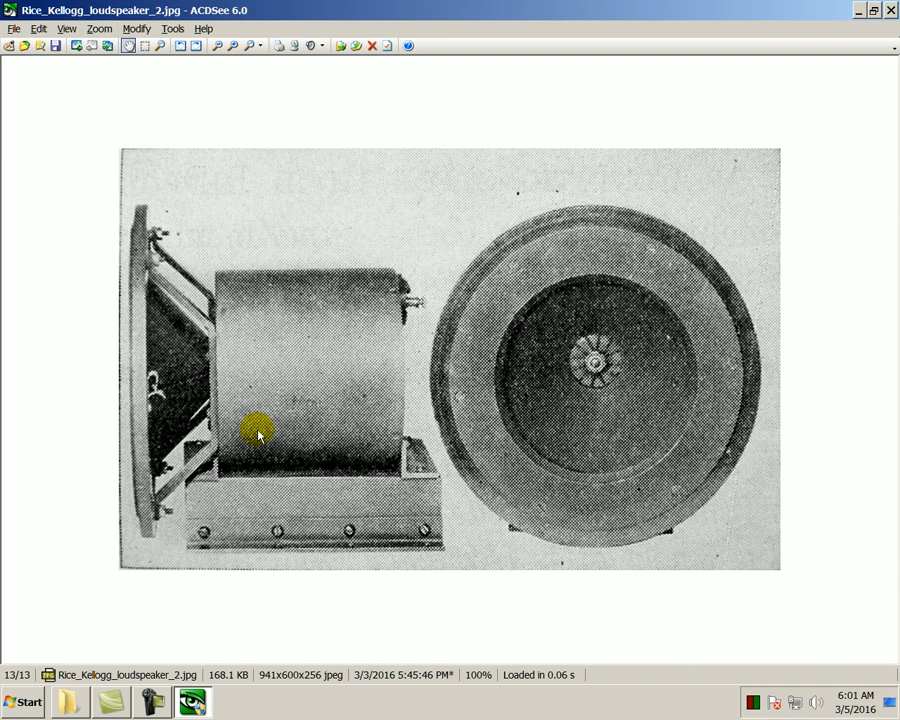 Rice_Kellogg_loudspeaker_2.jpg - ACDSee 6.0
File Edit View Zoom Modify Tools Help
13/13 Rice_Kellogg_loudspeaker_2.jpg 168.1 KB 941x600x256 jpeg 3/3/2016 5:45:46 PM* 100% Loaded in 0.06 s
Start
6:01 AM
3/5/2016